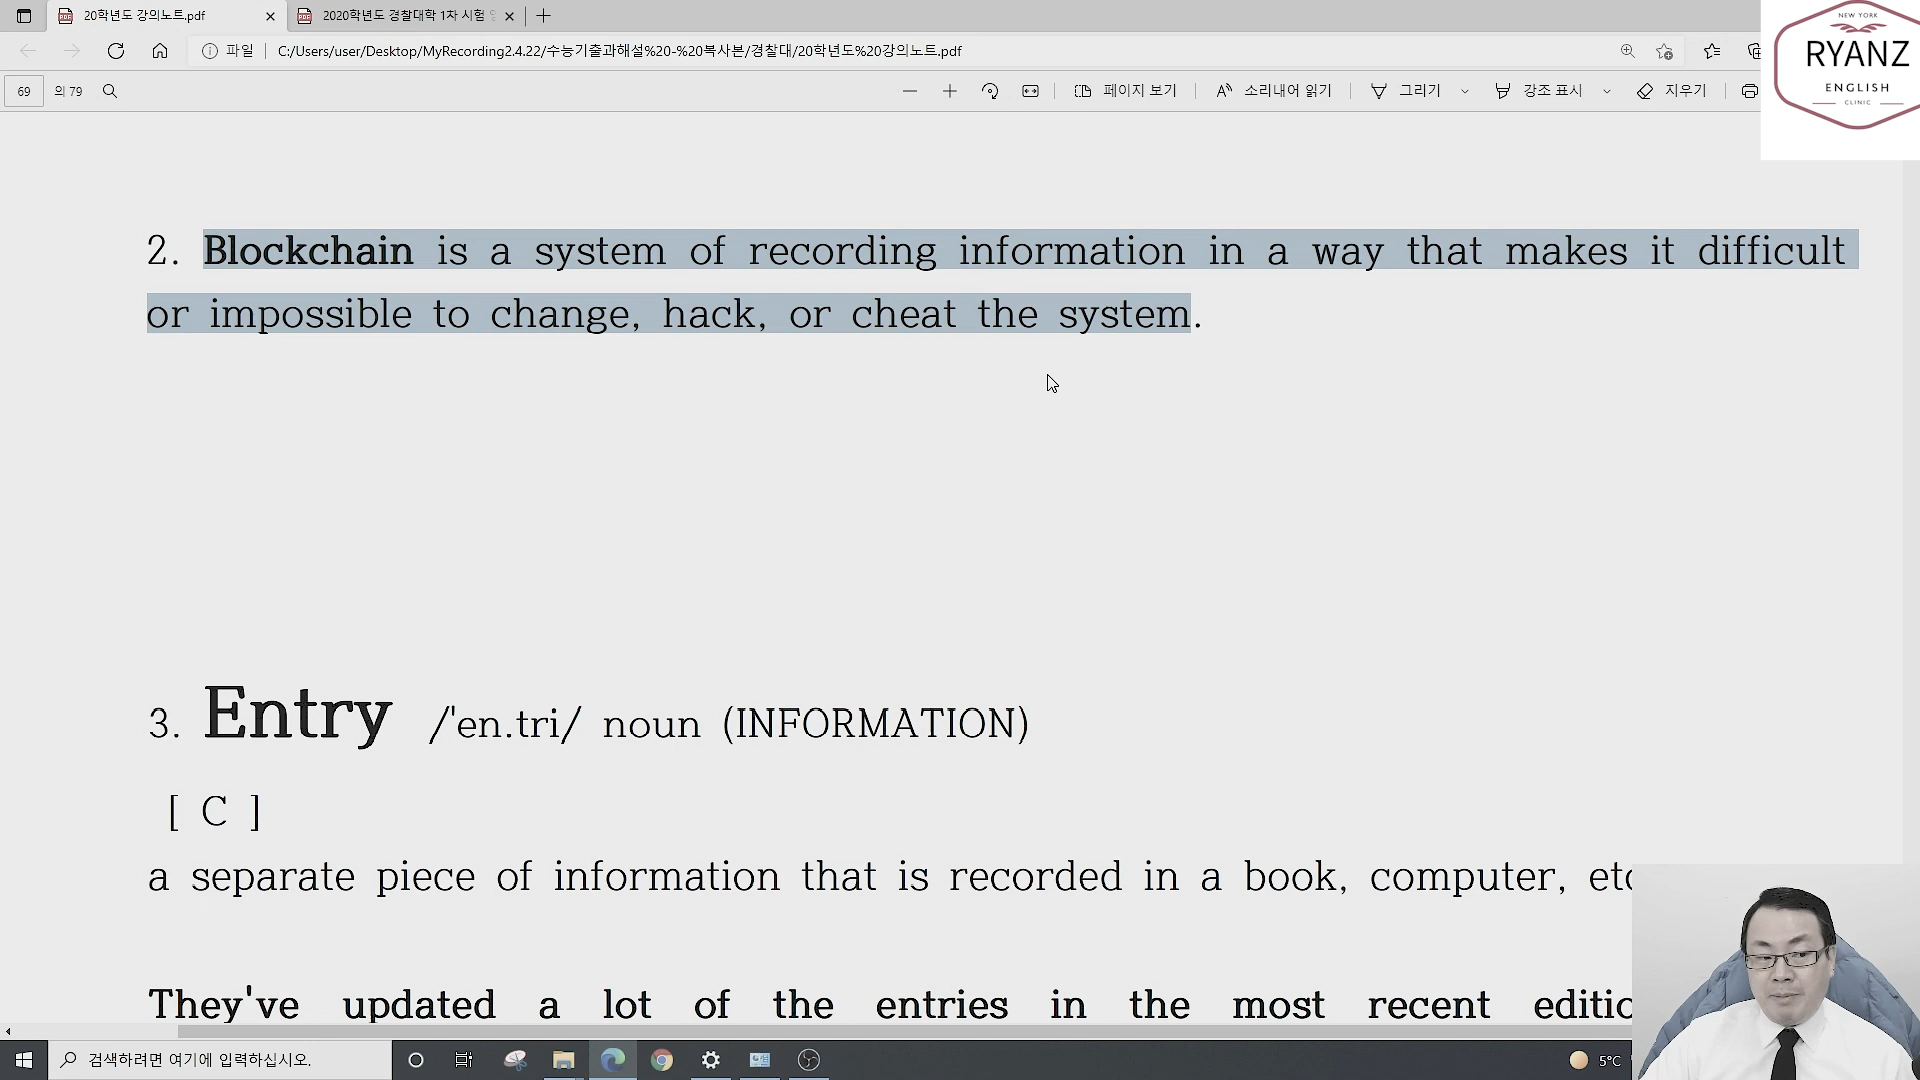 20학년도 강의노트.pdf
2020학년도 경찰대학 1차 시험
파일 C:/Users/user/Desktop/MyRecording2.4.22/수능기출과해설%20-%20복사본/경찰대/20학년도%20강의노트.pdf
69 의 79 페이지 보기 소리내어 읽기 그리기 강조 표시 지우기
NEW YORK
RYANZ
ENGLISH
CLINIC
2. Blockchain is a system of recording information in a way that makes it difficult
or impossible to change, hack, or cheat the system.
3. Entry /ˈen.tri/ noun (INFORMATION)
[ C ]
a separate piece of information that is recorded in a book, computer, etc
They've updated a lot of the entries in the most recent editio
검색하려면 여기에 입력하십시오.
5°C